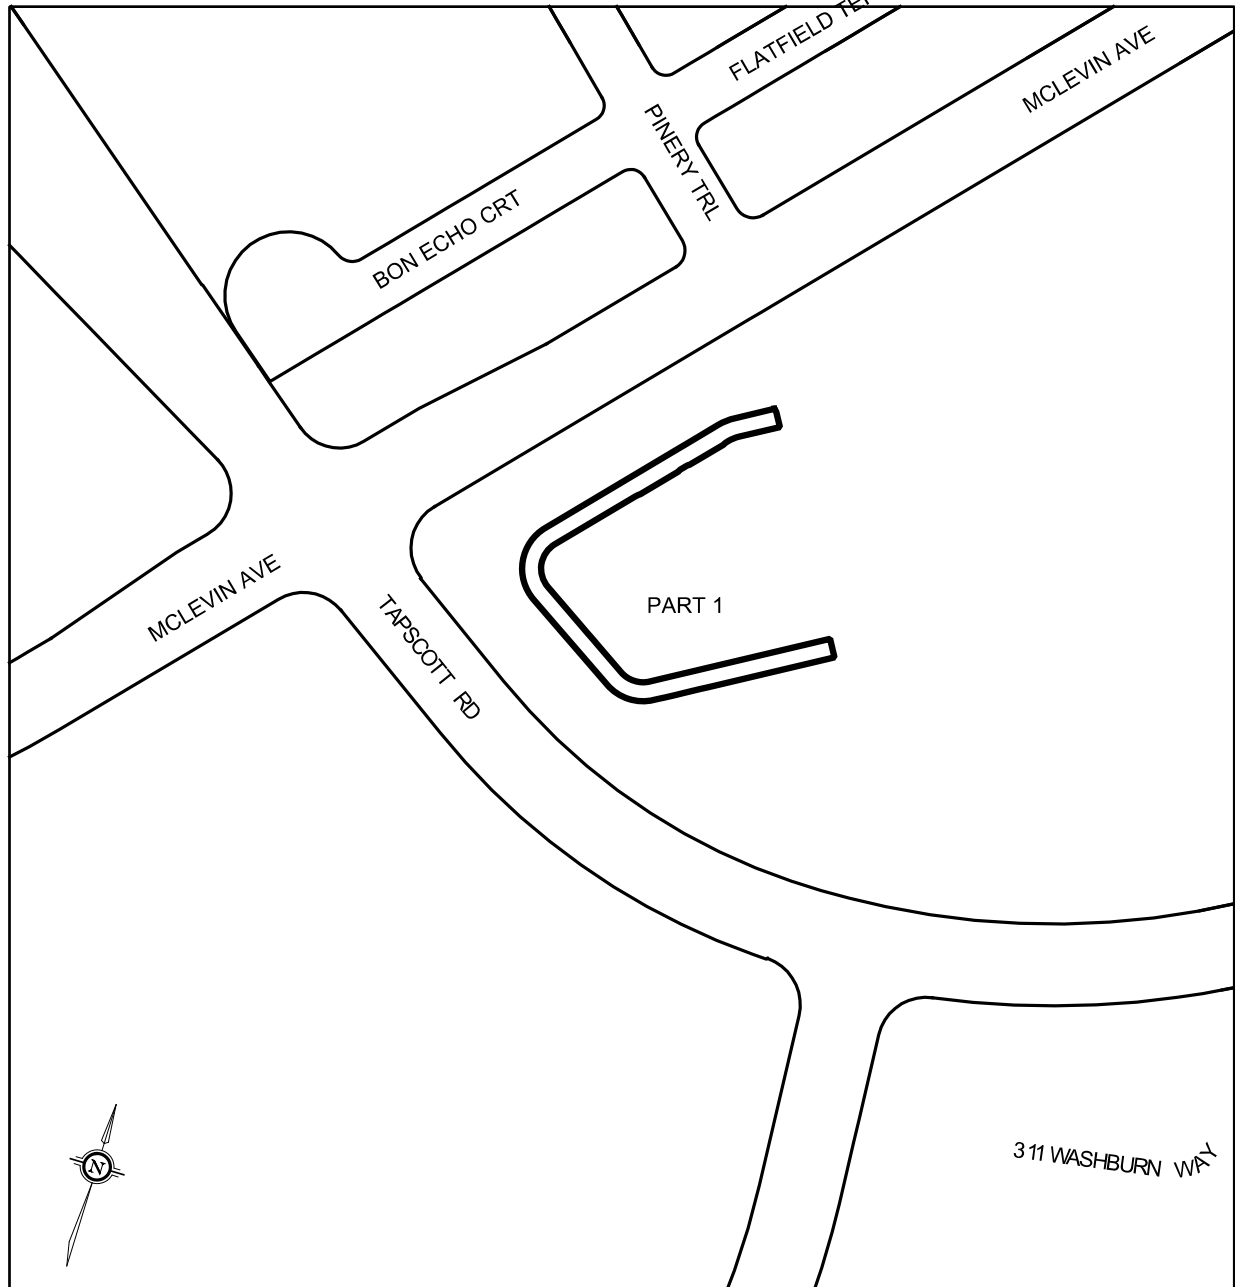 FLATFIELD
MCLEVIN AVE
PINERY TRL
BON ECHO CRT
MCLEVIN AVE
TAPSCOTT RD
PART 1
N
311 WASHBURN WAY